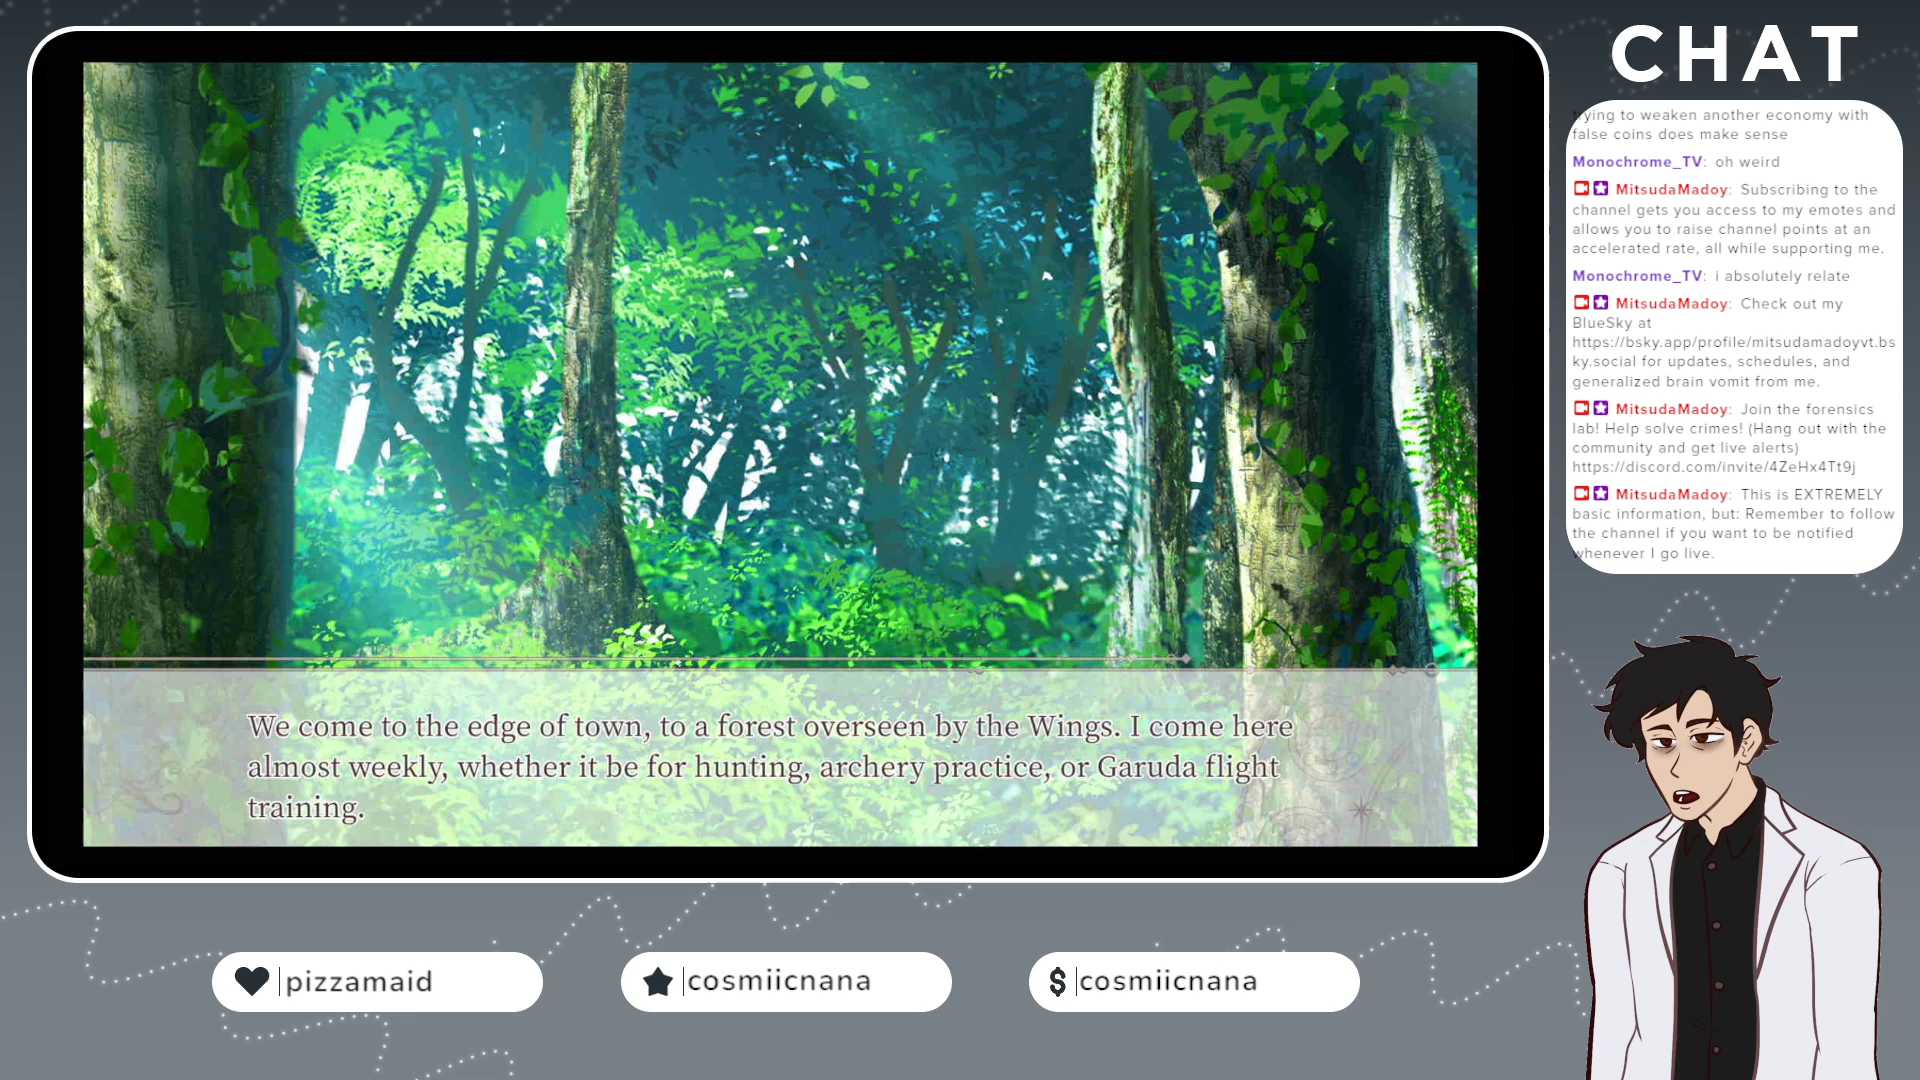 CHAT
trying to weaken another economy with
false coins does make sense
Monochrome_TV: oh weird
MitsudaMadoy: Subscribing to the
channel gets you access to my emotes and
allows you to raise channel points at an
accelerated rate, all while supporting me.
Monochrome_TV: i absolutely relate
MitsudaMadoy: Check out my
BlueSky at
https://bsky.app/profile/mitsudamadoyvt.bs
ky.social for updates, schedules, and
generalized brain vomit from me.
MitsudaMadoy: Join the forensics
lab! Help solve crimes! (Hang out with the
community and get live alerts)
https://discord.com/invite/4ZeHx4Tt9j
MitsudaMadoy: This is EXTREMELY
basic information, but: Remember to follow
the channel if you want to be notified
whenever I go live.
We come to the edge of town, to a forest overseen by the Wings. I come here
almost weekly, whether it be for hunting, archery practice, or Garuda flight
training.
pizzamaid
cosmiicnana
$ cosmiicnana